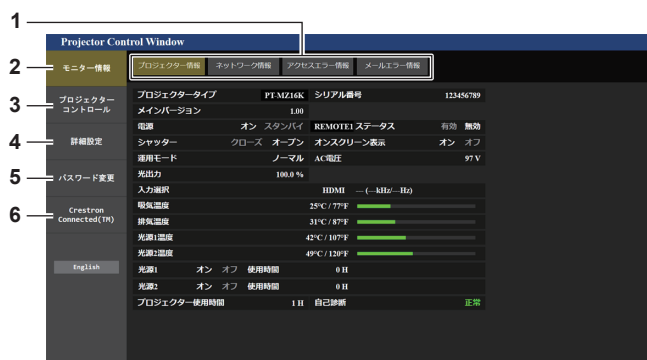 1
Projector Control Window
2
モニター情報
プロジェクター情報 ネットワーク情報 アクセスエラー情報 メールエラー情報
3
プロジェクター
コントロール
4
詳細設定
5
パスワード変更
6
Crestron
Connected(TM)
English
プロジェクタータイプ PT-MZ16K シリアル番号 123456789
メインバージョン 1.00
電源 オン スタンバイ REMOTE1 ステータス 有効 無効
シャッター クローズ オープン オンスクリーン表示 オン オフ
運用モード ノーマル AC電圧 97 V
光出力 100.0 %
入力選択 HDMI — (—kHz/—Hz)
吸気温度 25°C / 77°F
排気温度 31°C / 87°F
光源1温度 42°C / 107°F
光源2温度 49°C / 120°F
光源1 オン オフ 使用時間 0 H
光源2 オン オフ 使用時間 0 H
プロジェクター使用時間 1 H 自己診断 正常